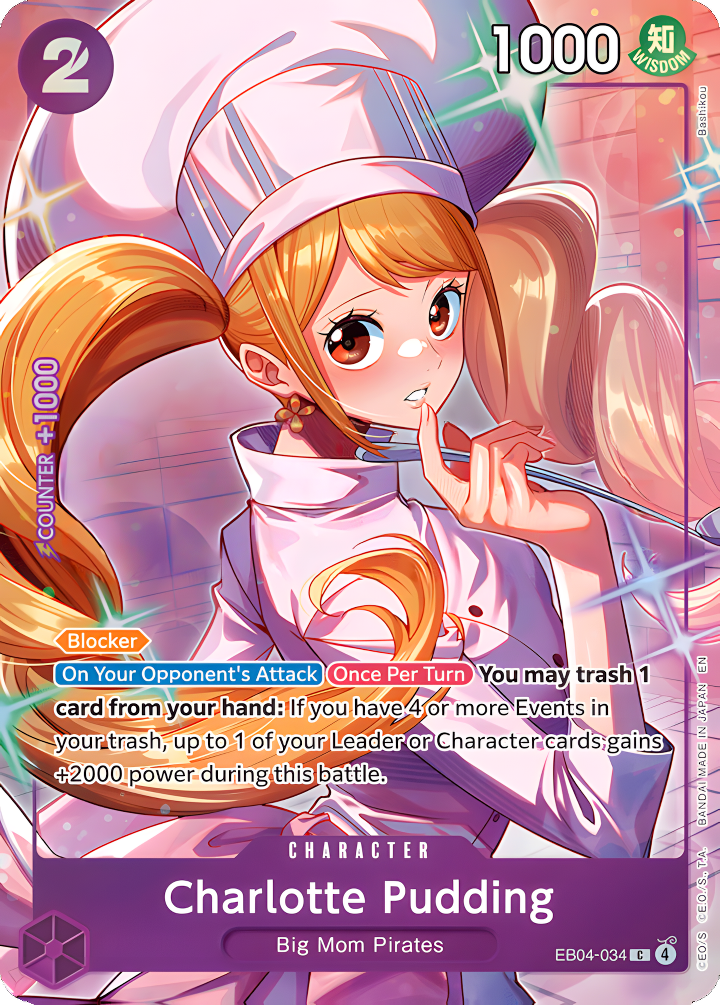 2
1000
知
WISDOM
Bashikou
COUNTER +1000
Blocker
On Your Opponent's Attack Once Per Turn You may trash 1
card from your hand: If you have 4 or more Events in
your trash, up to 1 of your Leader or Character cards gains
+2000 power during this battle.
CHARACTER
Charlotte Pudding
Big Mom Pirates
EB04-034 C 4
©EO/S ©E.O./S., T.A. BANDAI MADE IN JAPAN EN